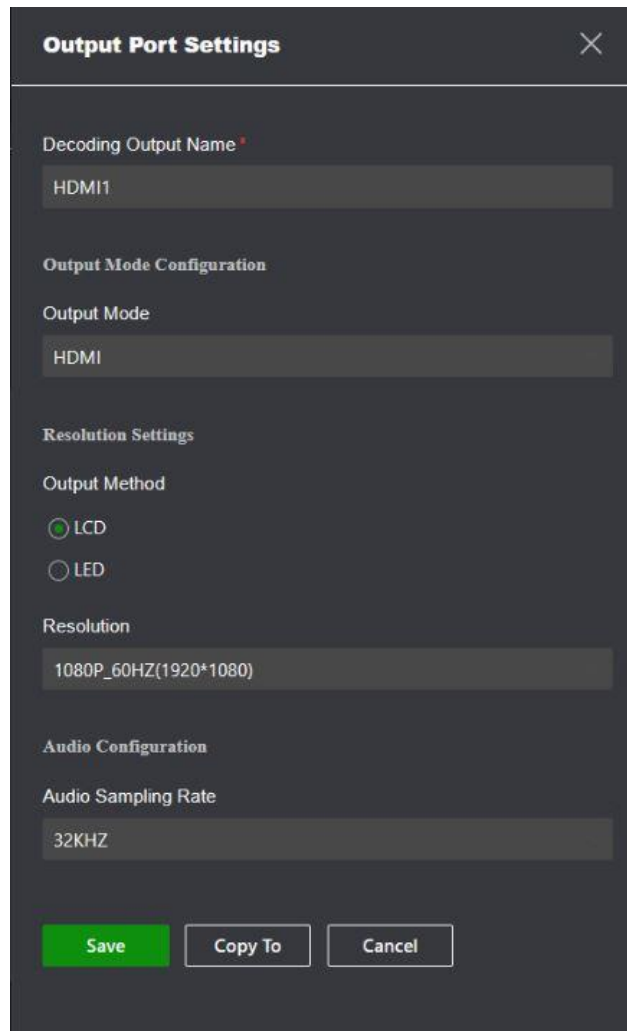 Output Port Settings
Decoding Output Name*
HDMI1
Output Mode Configuration
Output Mode
HDMI
Resolution Settings
Output Method
LCD
LED
Resolution
1080P_60HZ(1920*1080)
Audio Configuration
Audio Sampling Rate
32KHZ
Save Copy To Cancel